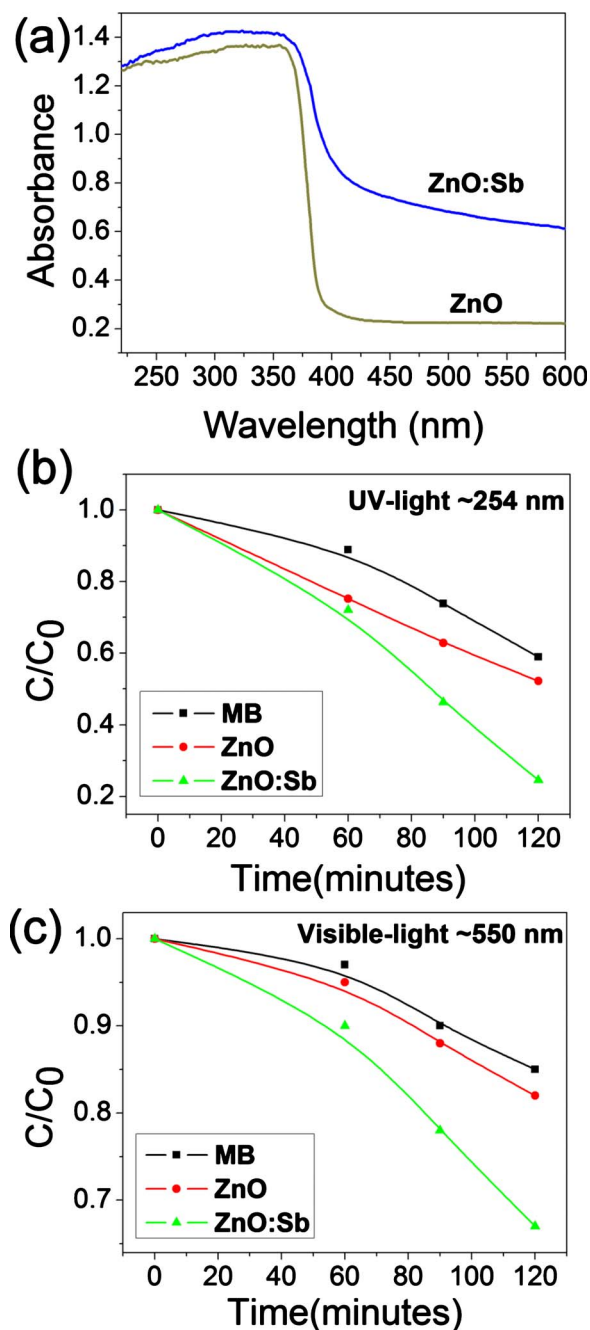 (a)
1.4
1.2
1.0
0.8
0.6
0.4
0.2
Absorbance
ZnO:Sb
ZnO
250 300 350 400 450 500 550 600
Wavelength (nm)
(b)
UV-light ~254 nm
1.0
0.8
0.6
0.4
0.2
C/C0
MB
ZnO
ZnO:Sb
0 20 40 60 80 100 120
Time(minutes)
(c)
Visible-light ~550 nm
1.0
0.9
0.8
0.7
C/C0
MB
ZnO
ZnO:Sb
0 20 40 60 80 100 120
Time(minutes)